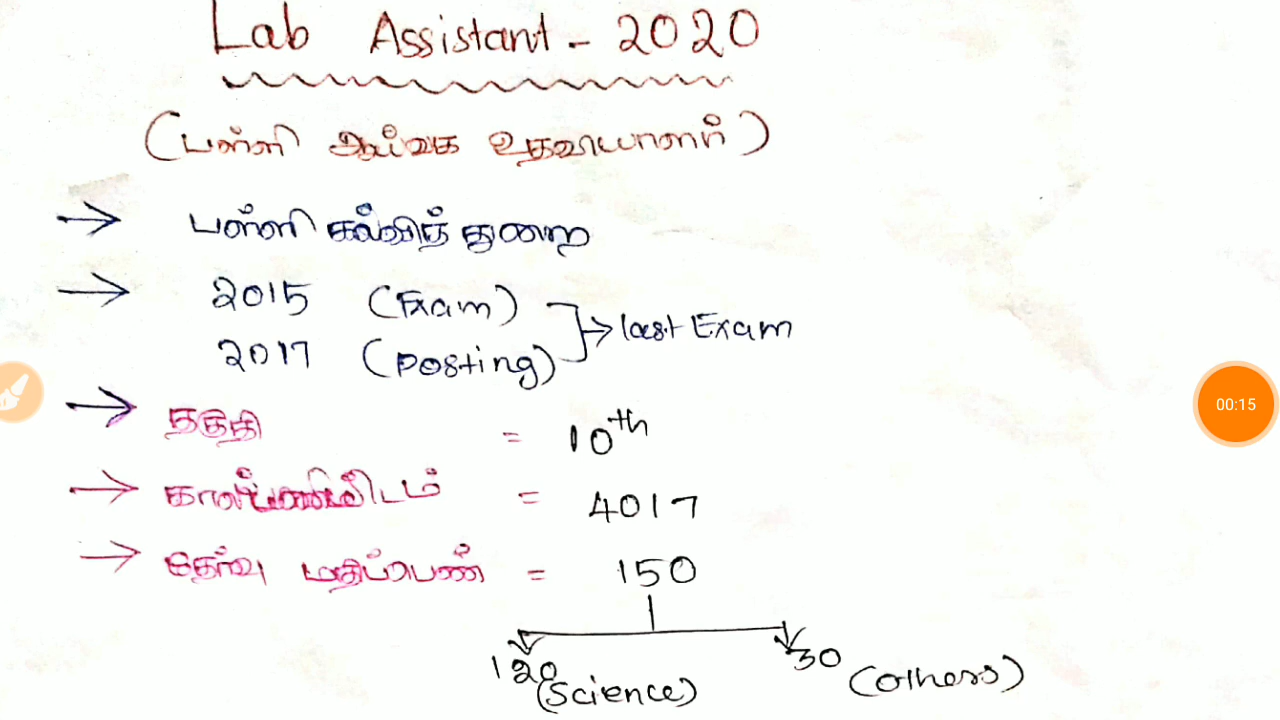 Lab Assistant - 2020
(பள்ளி ஆய்வக உதவியாளர்)
→ பள்ளி கல்வித் துறை
→ 2015 (Exam)
2017 (Posting)
→ last Exam
→ தகுதி = 10th
→ காலிப்பணியிடம் = 4017
→ தேர்வு மதிப்பெண் = 150
120 (Science)
30 (Others)
00:15